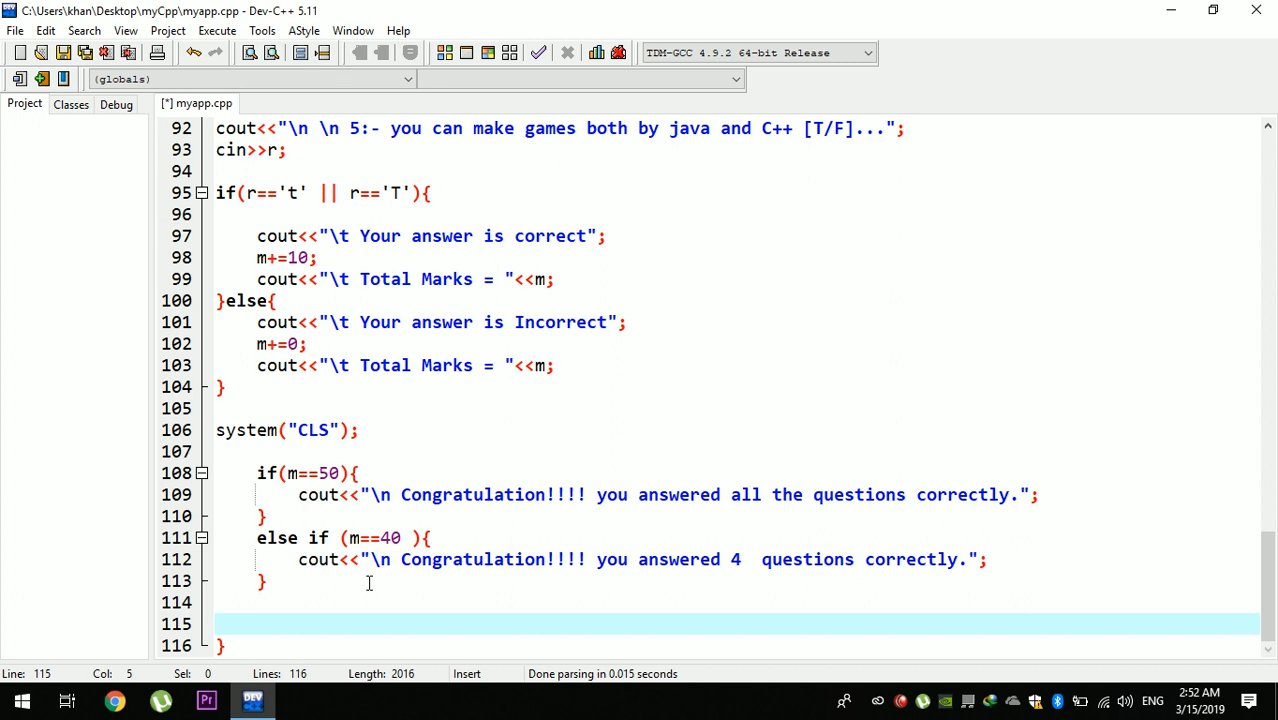 C:\Users\khan\Desktop\myCpp\myapp.cpp - Dev-C++ 5.11
File Edit Search View Project Execute Tools AStyle Window Help
TDM-GCC 4.9.2 64-bit Release
(globals)
Project Classes Debug [*] myapp.cpp
92 cout<<"\n \n 5:- you can make games both by java and C++ [T/F]...";
93 cin>>r;
94
95 if(r=='t' || r=='T'){
96
97 cout<<"\t Your answer is correct";
98 m+=10;
99 cout<<"\t Total Marks = "<<m;
100 }else{
101 cout<<"\t Your answer is Incorrect";
102 m+=0;
103 cout<<"\t Total Marks = "<<m;
104 }
105
106 system("CLS");
107
108 if(m==50){
109 cout<<"\n Congratulation!!!! you answered all the questions correctly.";
110 }
111 else if (m==40 ){
112 cout<<"\n Congratulation!!!! you answered 4  questions correctly.";
113 }
114
115
116 }
Line: 115 Col: 5 Sel: 0 Lines: 116 Length: 2016 Insert Done parsing in 0.015 seconds
Pr DEV ENG 2:52 AM
3/15/2019